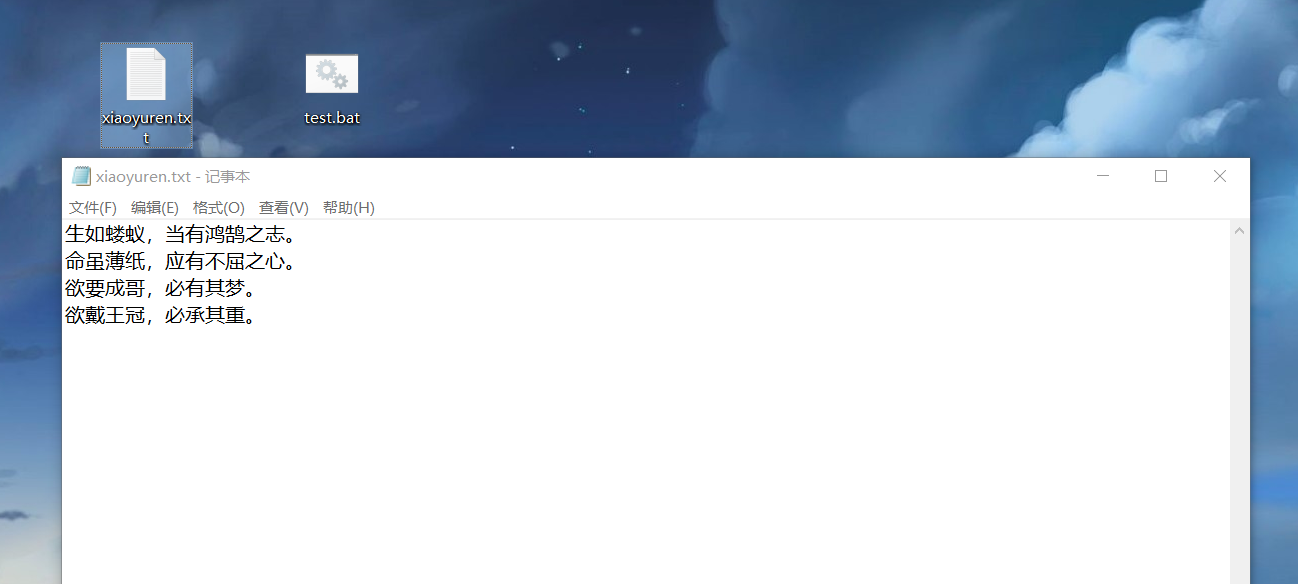 xiaoyuren.tx
t
test.bat
xiaoyuren.txt - 记事本
文件(F) 编辑(E) 格式(O) 查看(V) 帮助(H)
生如蝼蚁，当有鸿鹄之志。
命虽薄纸，应有不屈之心。
欲要成哥，必有其梦。
欲戴王冠，必承其重。